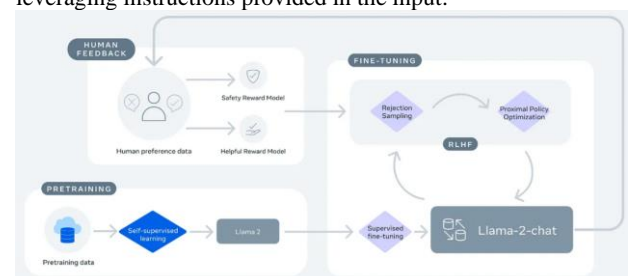 leveraging instructions provided in the input.
HUMAN
FEEDBACK
Safety Reward Model
Human preference data
Helpful Reward Model
FINE-TUNING
Rejection
Sampling
Proximal Policy
Optimization
RLHF
PRETRAINING
Pretraining data
Self-supervised
learning
Llama 2
Supervised
fine-tuning
Llama-2-chat